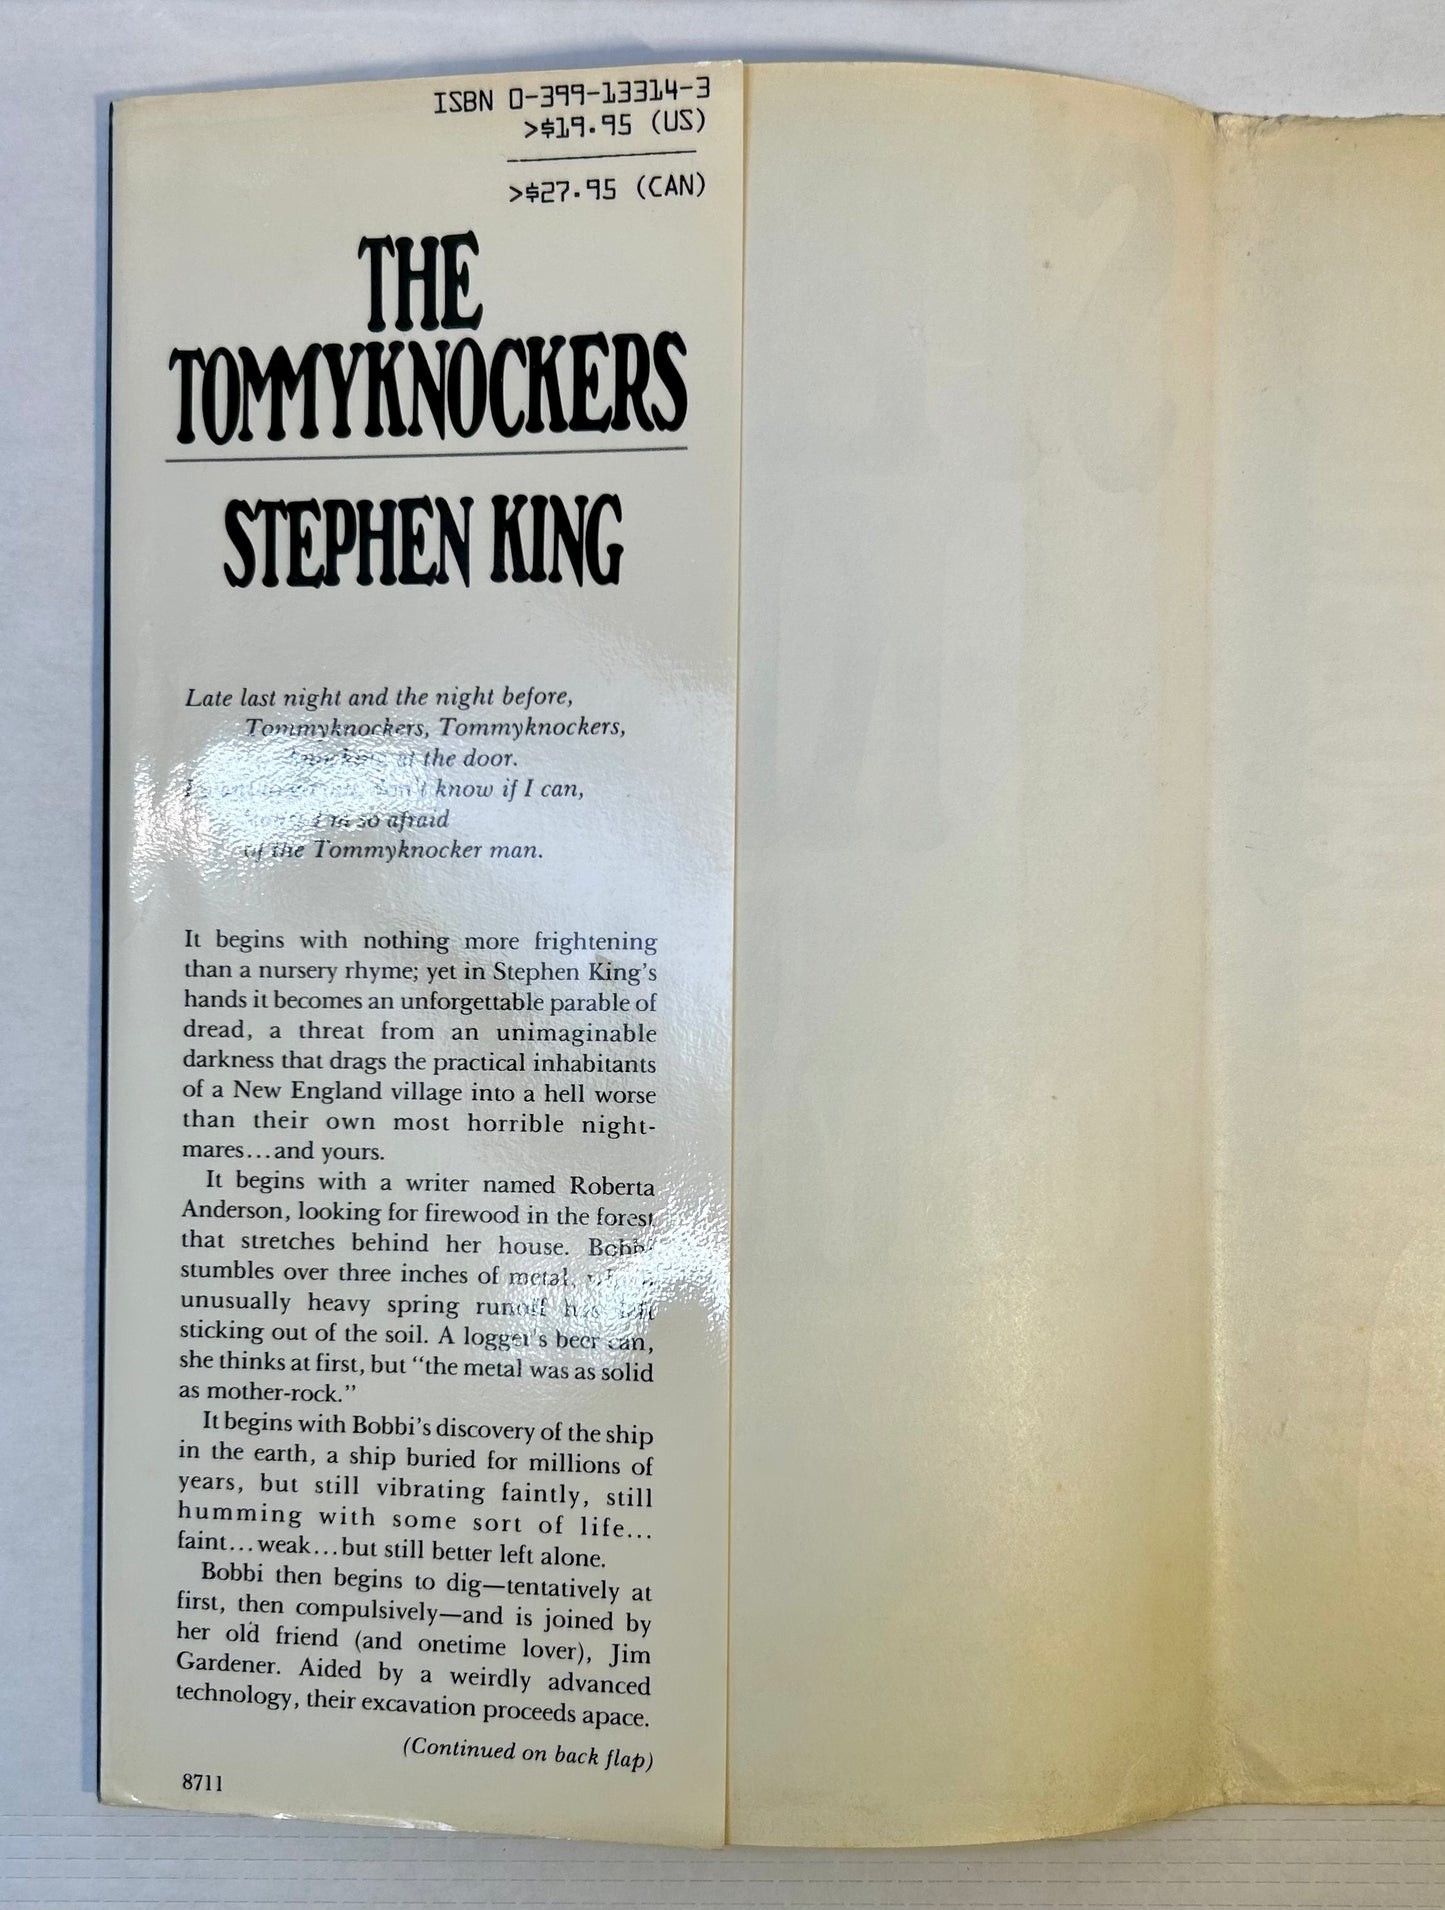 ISBN 0-399-13314-3
>$19.95 (US)
>$27.95 (CAN)
THE
TOMMYKNOCKERS
STEPHEN KING
Late last night and the night before,
Tommyknockers, Tommyknockers,
at the door.
know if I can,
so afraid
of the Tommyknocker man.
It begins with nothing more frightening
than a nursery rhyme; yet in Stephen King's
hands it becomes an unforgettable parable of
dread, a threat from an unimaginable
darkness that drags the practical inhabitants
of a New England village into a hell worse
than their own most horrible night-
mares...and yours.
It begins with a writer named Roberta
Anderson, looking for firewood in the forest
that stretches behind her house. Bobbi
stumbles over three inches of metal,
unusually heavy spring runoff has left
sticking out of the soil. A logger's beer can,
she thinks at first, but "the metal was as solid
as mother-rock."
It begins with Bobbi's discovery of the ship
in the earth, a ship buried for millions of
years, but still vibrating faintly, still
humming with some sort of life...
faint...weak...but still better left alone.
Bobbi then begins to dig—tentatively at
first, then compulsively—and is joined by
her old friend (and onetime lover), Jim
Gardener. Aided by a weirdly advanced
technology, their excavation proceeds apace.
(Continued on back flap)
8711